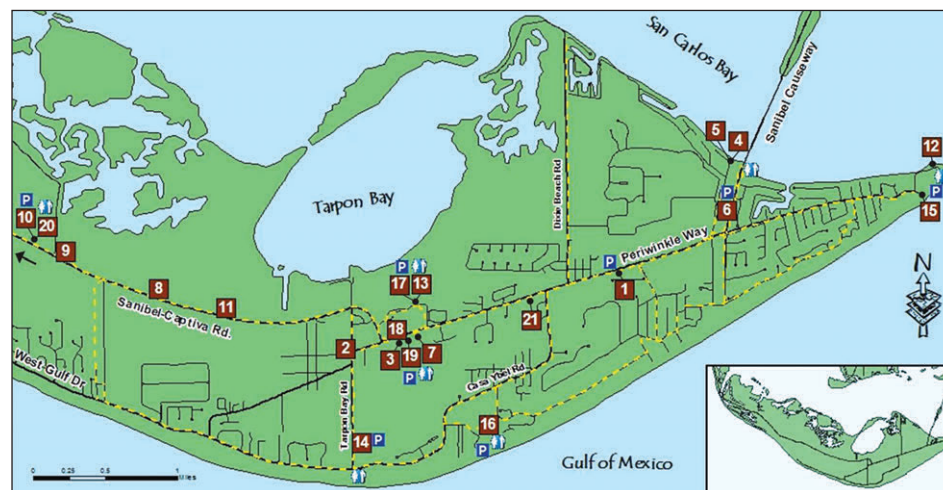 San Carlos Bay
Sanibel Causeway
5
4
12
Tarpon Bay
Dixie Beach Rd
P
P
P
15
10
20
6
9
Periwinkle Way
P
P
N
8
17
13
1
11
21
Sanibel-Captiva Rd.
18
2
3
19
7
West Gulf Dr
P
Casa Ybel Rd
Tarpon Bay Rd
16
14
P
P
Gulf of Mexico
0
0.25
0.5
1
Miles